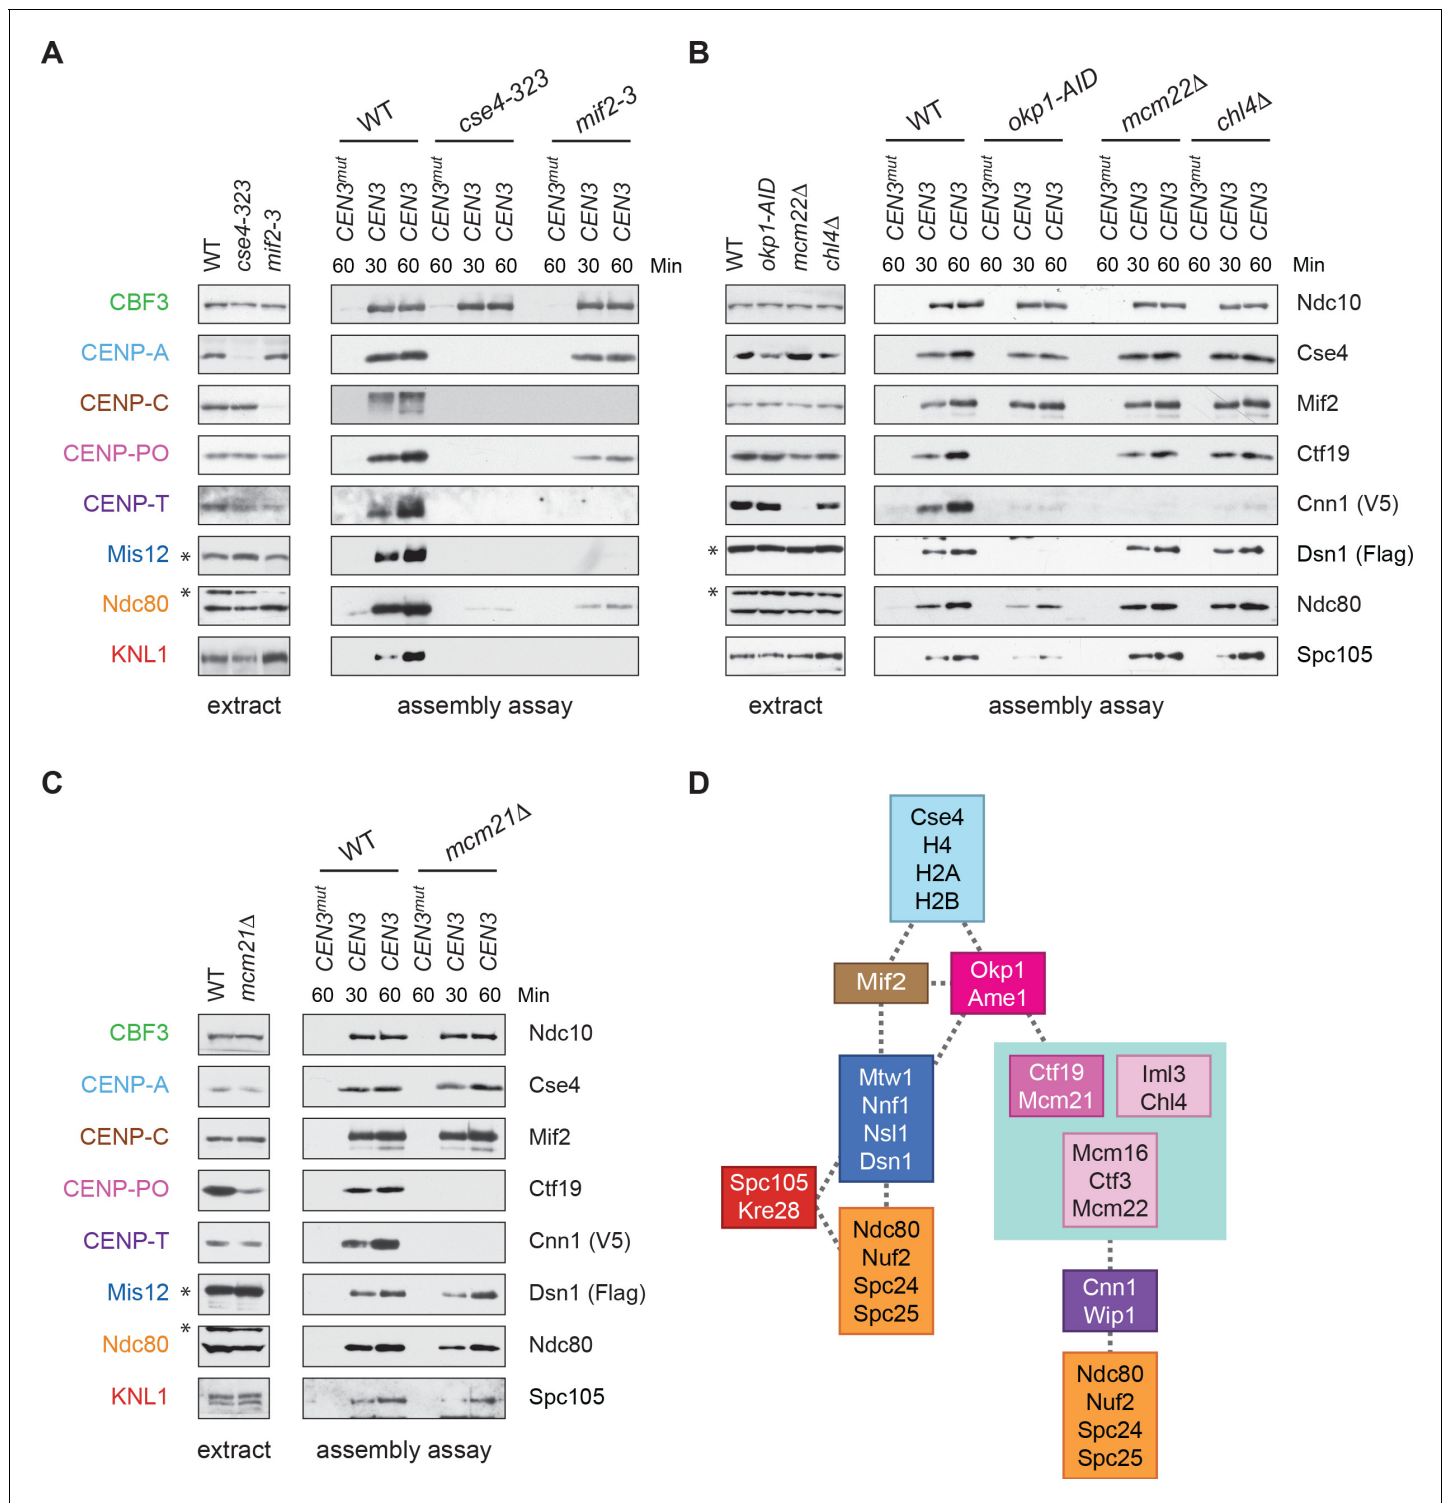 A
WT
cse4-323
mif2-3
WT
cse4-323
mif2-3
CEN3mut
CEN3
CEN3
CEN3mut
CEN3
CEN3
CEN3mut
CEN3
CEN3
60 30 60 60 30 60 60 30 60 Min
CBF3
CENP-A
CENP-C
CENP-PO
CENP-T
Mis12 *
Ndc80 *
KNL1
extract
assembly assay
B
WT
okp1-AID
mcm22Δ
chl4Δ
WT
okp1-AID
mcm22Δ
chl4Δ
CEN3mut
CEN3
CEN3
CEN3mut
CEN3
CEN3
CEN3mut
CEN3
CEN3
CEN3mut
CEN3
CEN3
60 30 60 60 30 60 60 30 60 60 30 60 Min
Ndc10
Cse4
Mif2
Ctf19
Cnn1 (V5)
* Dsn1 (Flag)
* Ndc80
Spc105
extract
assembly assay
C
WT
mcm21Δ
WT
mcm21Δ
CEN3mut
CEN3
CEN3
CEN3mut
CEN3
CEN3
60 30 60 60 30 60 Min
CBF3 Ndc10
CENP-A Cse4
CENP-C Mif2
CENP-PO Ctf19
CENP-T Cnn1 (V5)
Mis12 * Dsn1 (Flag)
Ndc80 * Ndc80
KNL1 Spc105
extract
assembly assay
D
Cse4
H4
H2A
H2B
Mif2
Okp1
Ame1
Mtw1
Nnf1
Nsl1
Dsn1
Ctf19
Mcm21
Iml3
Chl4
Mcm16
Ctf3
Mcm22
Spc105
Kre28
Ndc80
Nuf2
Spc24
Spc25
Cnn1
Wip1
Ndc80
Nuf2
Spc24
Spc25